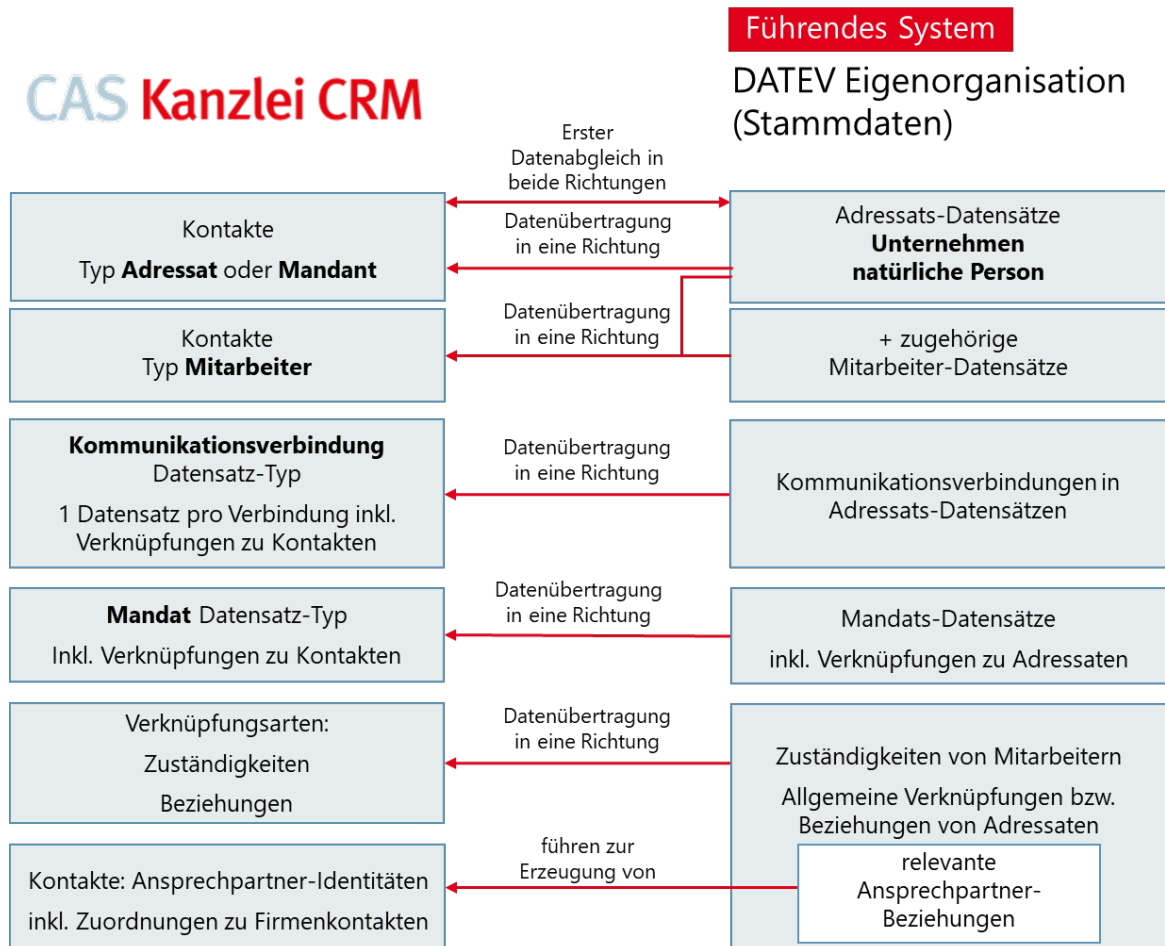 Führendes System
CAS Kanzlei CRM
DATEV Eigenorganisation
(Stammdaten)
Erster
Datenabgleich in
beide Richtungen
Kontakte
Typ Adressat oder Mandant
Datenübertragung
in eine Richtung
Adressats-Datensätze
Unternehmen
natürliche Person
Kontakte
Typ Mitarbeiter
Datenübertragung
in eine Richtung
+ zugehörige
Mitarbeiter-Datensätze
Kommunikationsverbindung
Datensatz-Typ
1 Datensatz pro Verbindung inkl.
Verknüpfungen zu Kontakten
Datenübertragung
in eine Richtung
Kommunikationsverbindungen in
Adressats-Datensätzen
Mandat Datensatz-Typ
Inkl. Verknüpfungen zu Kontakten
Datenübertragung
in eine Richtung
Mandats-Datensätze
inkl. Verknüpfungen zu Adressaten
Verknüpfungsarten:
Zuständigkeiten
Beziehungen
Datenübertragung
in eine Richtung
Zuständigkeiten von Mitarbeitern
Allgemeine Verknüpfungen bzw.
Beziehungen von Adressaten
Kontakte: Ansprechpartner-Identitäten
inkl. Zuordnungen zu Firmenkontakten
führen zur
Erzeugung von
relevante
Ansprechpartner-
Beziehungen